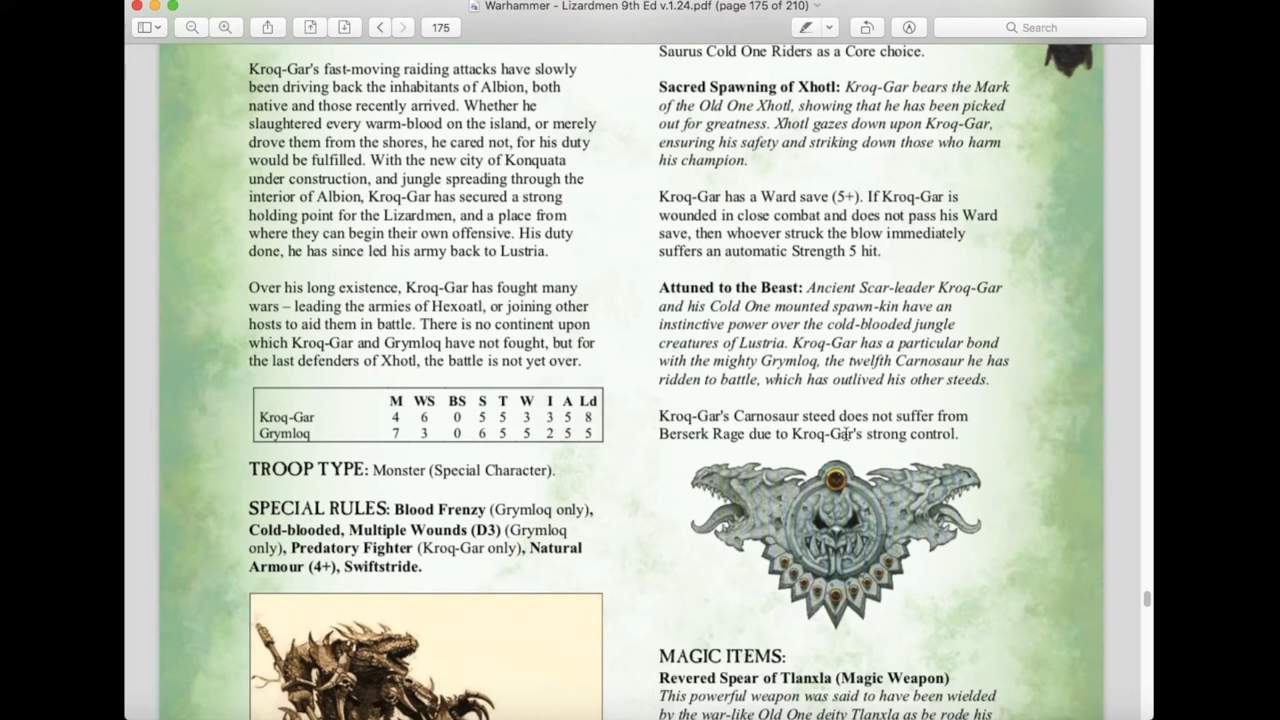 Warhammer - Lizardmen 9th Ed v.1.24.pdf (page 175 of 210)
175
Search
Kroq-Gar's fast-moving raiding attacks have slowly
been driving back the inhabitants of Albion, both
native and those recently arrived. Whether he
slaughtered every warm-blood on the island, or merely
drove them from the shores, he cared not, for his duty
would be fulfilled. With the new city of Konquata
under construction, and jungle spreading through the
interior of Albion, Kroq-Gar has secured a strong
holding point for the Lizardmen, and a place from
where they can begin their own offensive. His duty
done, he has since led his army back to Lustria.
Over his long existence, Kroq-Gar has fought many
wars – leading the armies of Hexoatl, or joining other
hosts to aid them in battle. There is no continent upon
which Kroq-Gar and Grymloq have not fought, but for
the last defenders of Xhotl, the battle is not yet over.
M WS BS S T W I A Ld
Kroq-Gar 4 6 0 5 5 3 3 5 8
Grymloq 7 3 0 6 5 5 2 5 5
TROOP TYPE: Monster (Special Character).
SPECIAL RULES: Blood Frenzy (Grymloq only),
Cold-blooded, Multiple Wounds (D3) (Grymloq
only), Predatory Fighter (Kroq-Gar only), Natural
Armour (4+), Swiftstride.
Saurus Cold One Riders as a Core choice.
Sacred Spawning of Xhotl: Kroq-Gar bears the Mark
of the Old One Xhotl, showing that he has been picked
out for greatness. Xhotl gazes down upon Kroq-Gar,
ensuring his safety and striking down those who harm
his champion.
Kroq-Gar has a Ward save (5+). If Kroq-Gar is
wounded in close combat and does not pass his Ward
save, then whoever struck the blow immediately
suffers an automatic Strength 5 hit.
Attuned to the Beast: Ancient Scar-leader Kroq-Gar
and his Cold One mounted spawn-kin have an
instinctive power over the cold-blooded jungle
creatures of Lustria. Kroq-Gar has a particular bond
with the mighty Grymloq, the twelfth Carnosaur he has
ridden to battle, which has outlived his other steeds.
Kroq-Gar's Carnosaur steed does not suffer from
Berserk Rage due to Kroq-Gar's strong control.
MAGIC ITEMS:
Revered Spear of Tlanxla (Magic Weapon)
This powerful weapon was said to have been wielded
by the war-like Old One deity Tlanxla as he rode his